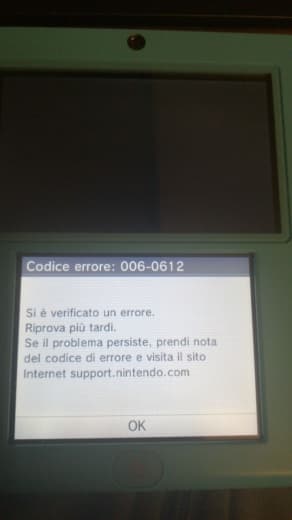 Codice errore: 006-0612
Si è verificato un errore.
Riprova più tardi.
Se il problema persiste, prendi nota
del codice di errore e visita il sito
Internet support.nintendo.com
OK